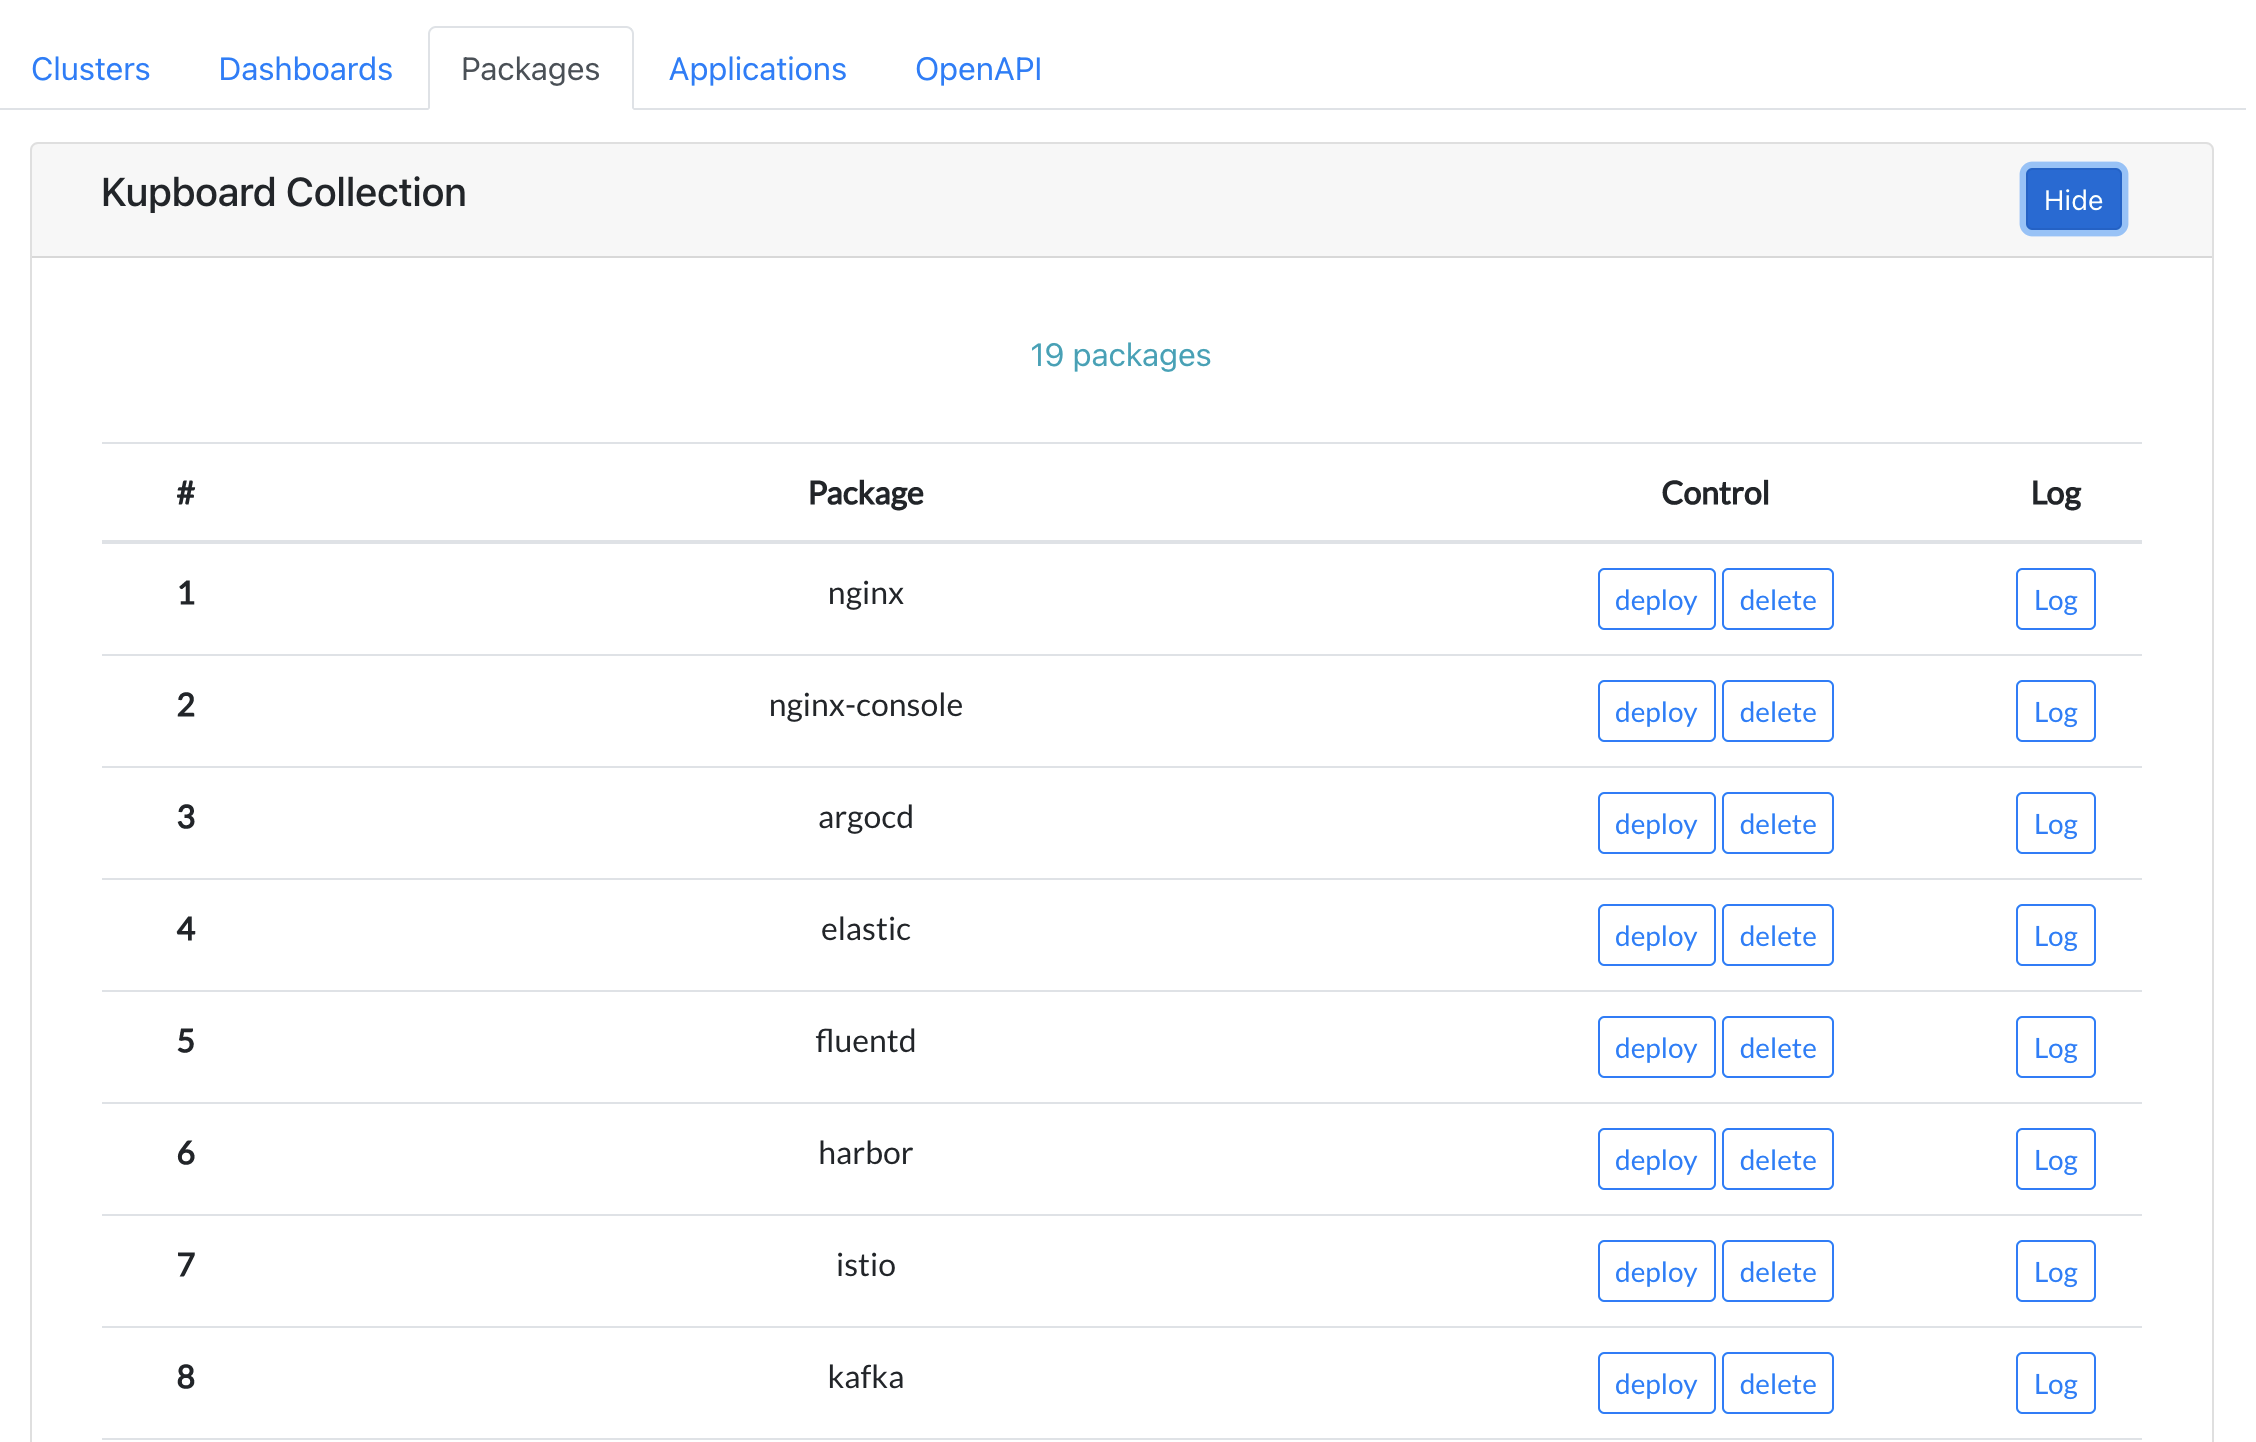 Clusters Dashboards Packages Applications OpenAPI
Kupboard Collection Hide
19 packages
# Package Control Log
1 nginx deploy delete Log
2 nginx-console deploy delete Log
3 argocd deploy delete Log
4 elastic deploy delete Log
5 fluentd deploy delete Log
6 harbor deploy delete Log
7 istio deploy delete Log
8 kafka deploy delete Log